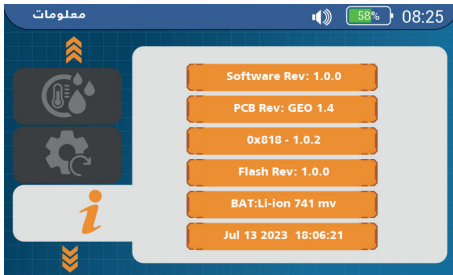 معلومات 58% 08:25
Software Rev: 1.0.0
PCB Rev: GEO 1.4
0x818 - 1.0.2
Flash Rev: 1.0.0
BAT:Li-ion 741 mv
Jul 13 2023 18:06:21